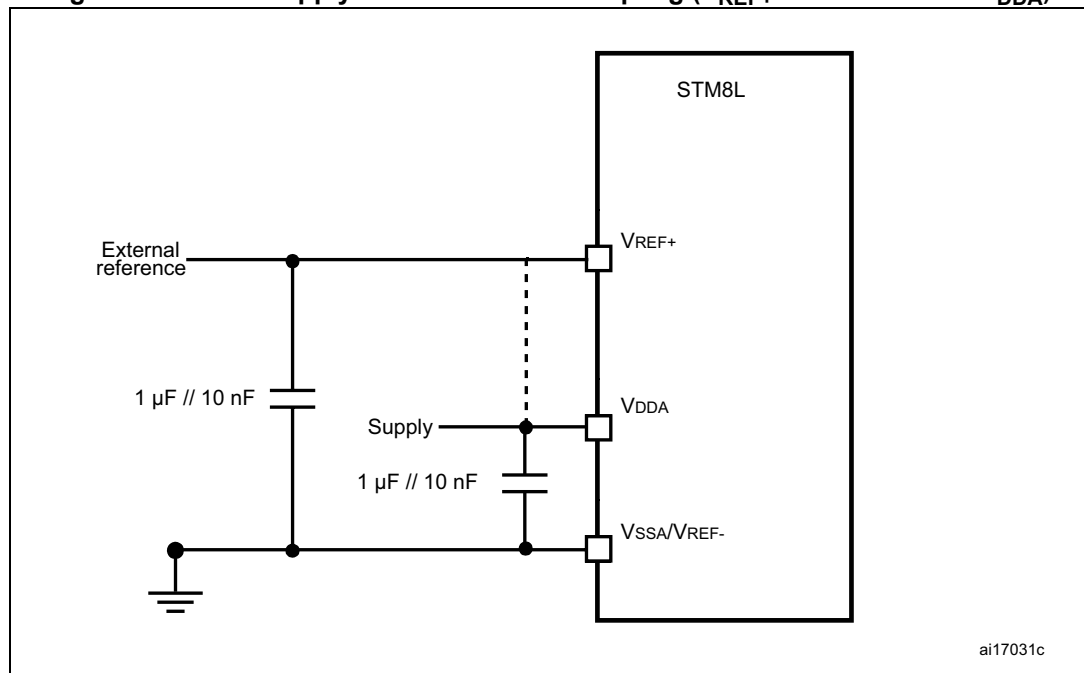 STM8L
External
reference
VREF+
1 µF // 10 nF
Supply
VDDA
1 µF // 10 nF
VSSA/VREF-
ai17031c